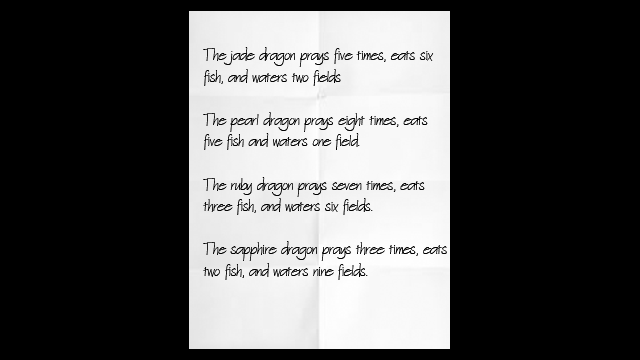 The jade dragon prays five times, eats six
fish, and waters two fields
The pearl dragon prays eight times, eats
five fish and waters one field.
The ruby dragon prays seven times, eats
three fish, and waters six fields.
The sapphire dragon prays three times, eats
two fish, and waters nine fields.